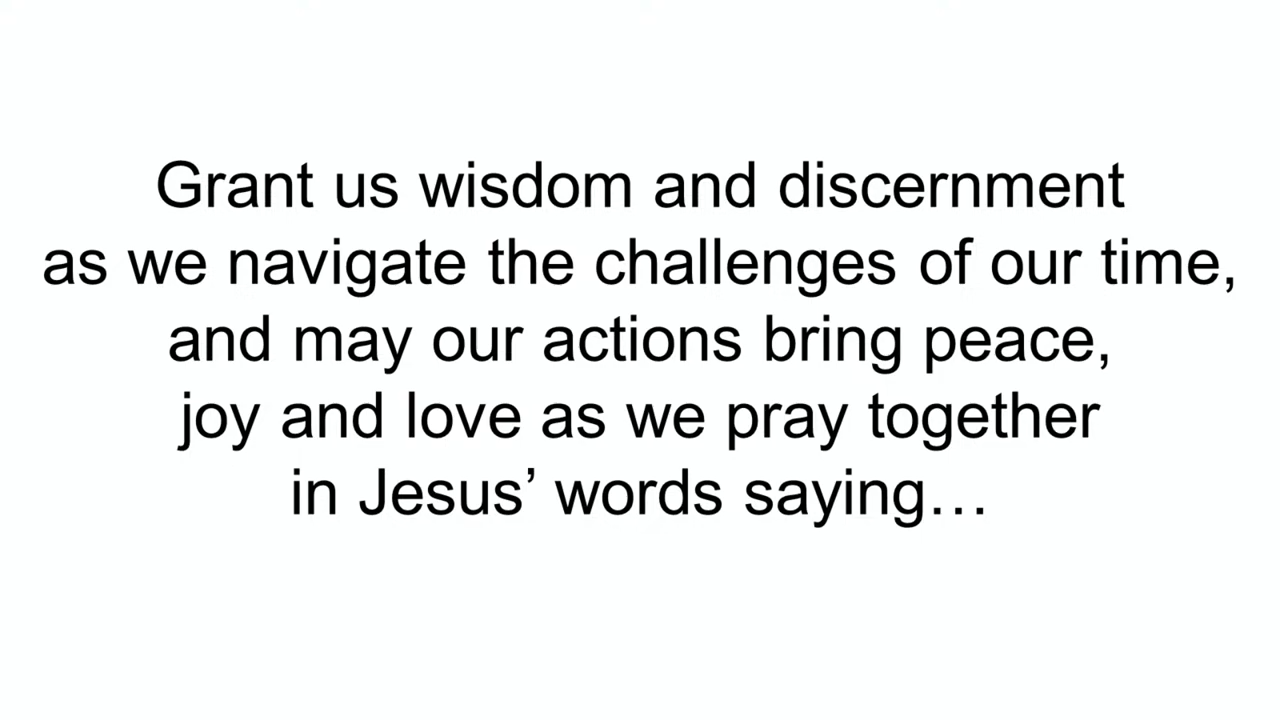 Grant us wisdom and discernment
as we navigate the challenges of our time,
and may our actions bring peace,
joy and love as we pray together
in Jesus’ words saying…